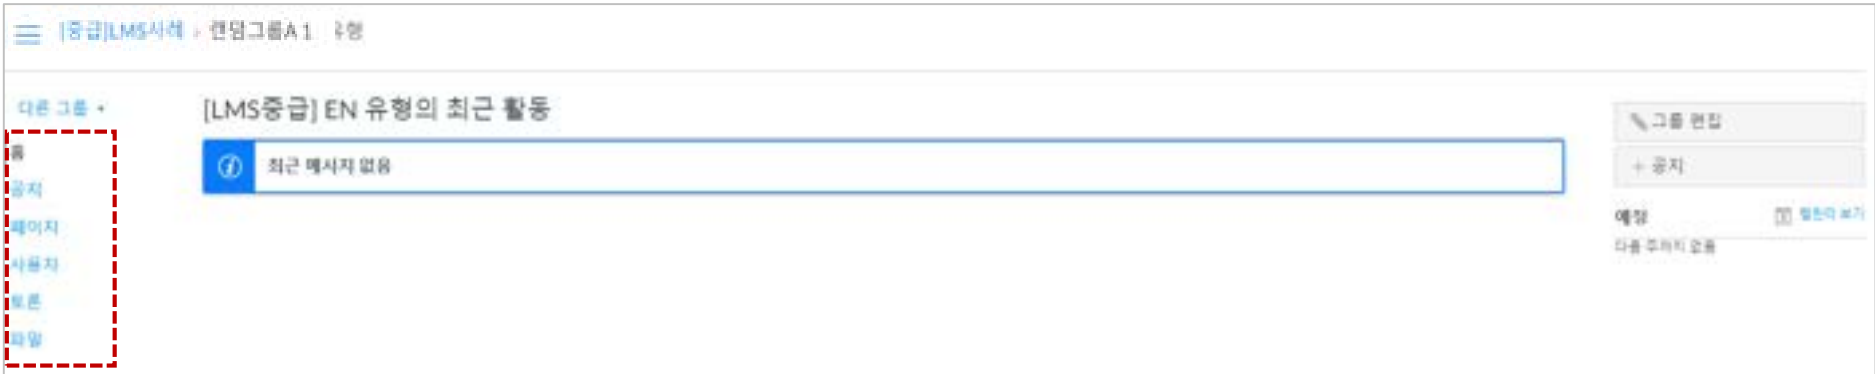 [중급]LMS사례 › 랜덤그룹A 1 유형
다른 그룹
[LMS중급] EN 유형의 최근 활동
최근 메시지 없음
홈
공지
페이지
사용자
토론
파일
그룹 편집
+ 공지
예정
캘린더 보기
다음 주까지 없음